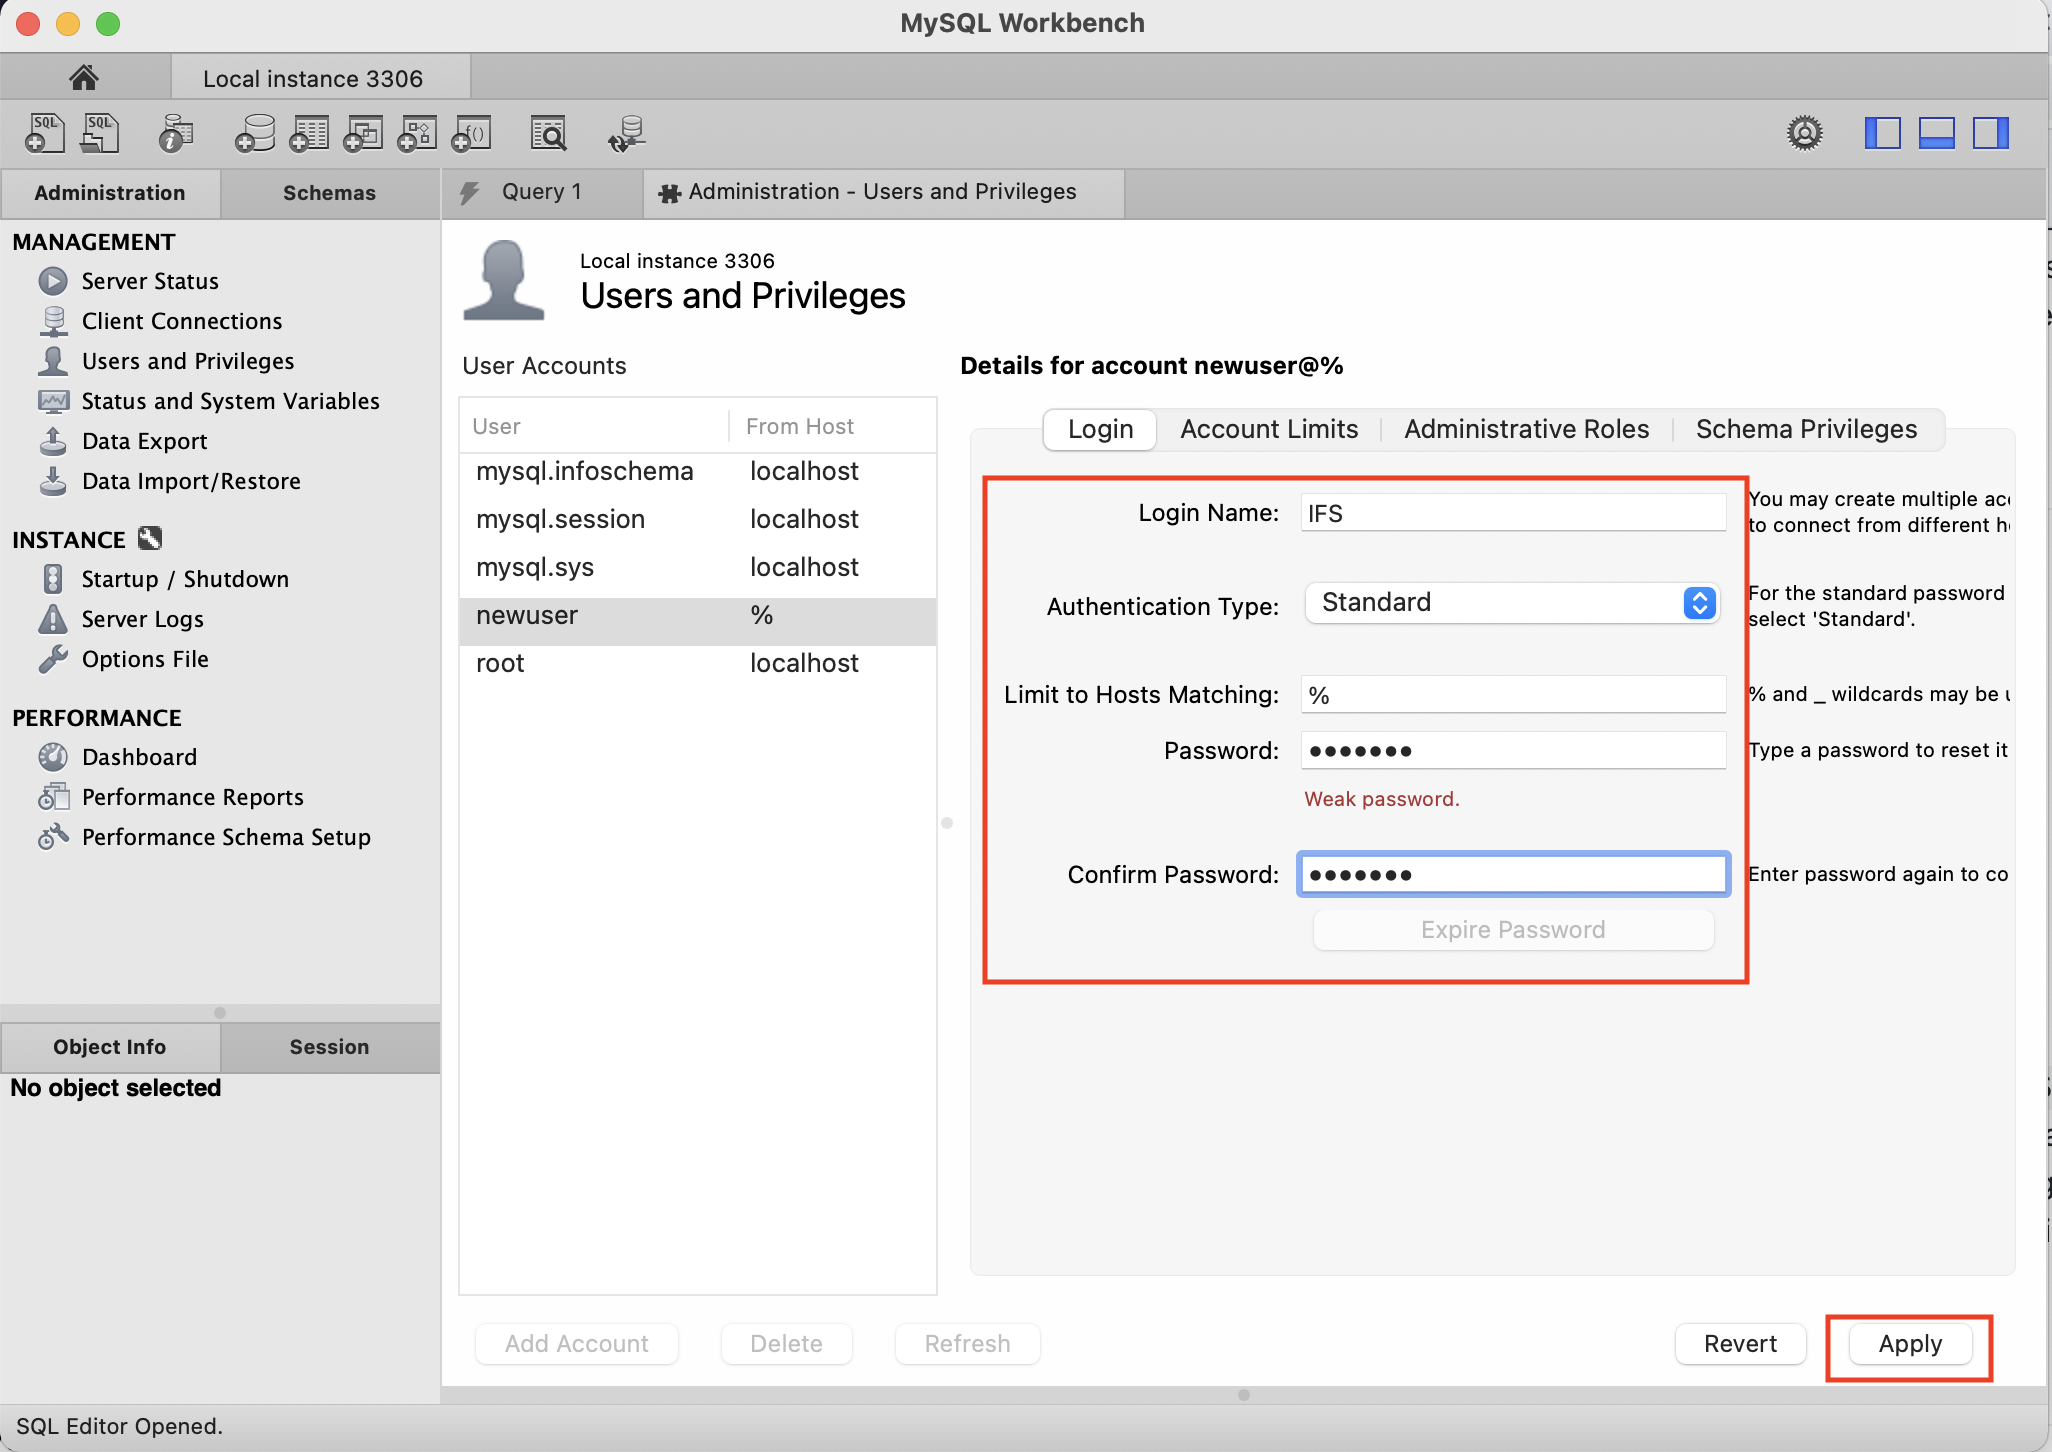 MySQL Workbench
Local instance 3306
SQL
SQL
f()
Administration
Schemas
Query 1
Administration - Users and Privileges
MANAGEMENT
Server Status
Client Connections
Users and Privileges
Status and System Variables
Data Export
Data Import/Restore
INSTANCE
Startup / Shutdown
Server Logs
Options File
PERFORMANCE
Dashboard
Performance Reports
Performance Schema Setup
Object Info
Session
No object selected
Local instance 3306
Users and Privileges
User Accounts
User
From Host
mysql.infoschema localhost
mysql.session localhost
mysql.sys localhost
newuser %
root localhost
Add Account
Delete
Refresh
Details for account newuser@%
Login
Account Limits
Administrative Roles
Schema Privileges
Login Name: IFS
You may create multiple
to connect from different
Authentication Type: Standard
For the standard password
select 'Standard'.
Limit to Hosts Matching: %
% and _ wildcards may be
Password: •••••••
Type a password to reset it
Weak password.
Confirm Password: •••••••
Enter password again to co
Expire Password
Revert
Apply
SQL Editor Opened.